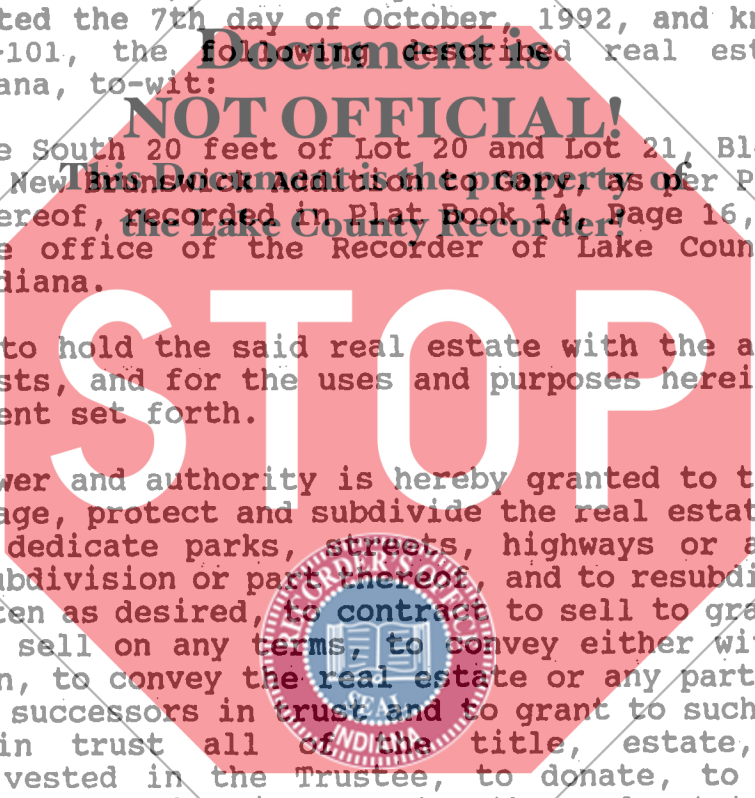 ted the 7th day of October, 1992, and k
Document is
-101, the following described real est
ana, to-wit:
NOT OFFICIAL!
e South 20 feet of Lot 20 and Lot 21, Bl
This Document is the property of
New Brunswick Addition to Gary, as per P
ereof, recorded in Plat Book 14, Page 16,
the Lake County Recorder!
e office of the Recorder of Lake Coun
diana.
STOP
to hold the said real estate with the a
sts, and for the uses and purposes herei
ent set forth.
wer and authority is hereby granted to t
age, protect and subdivide the real estat
dedicate parks, streets, highways or a
ubdivision or part thereof, and to resubdi
ten as desired, to contract to sell to gra
sell on any terms, to convey either wi
n, to convey the real estate or any part
successors in trust and to grant to such
in trust all of the title, estate,
vested in the Trustee, to donate, to
RECORDER'S OFFICE
SEAL
INDIANA